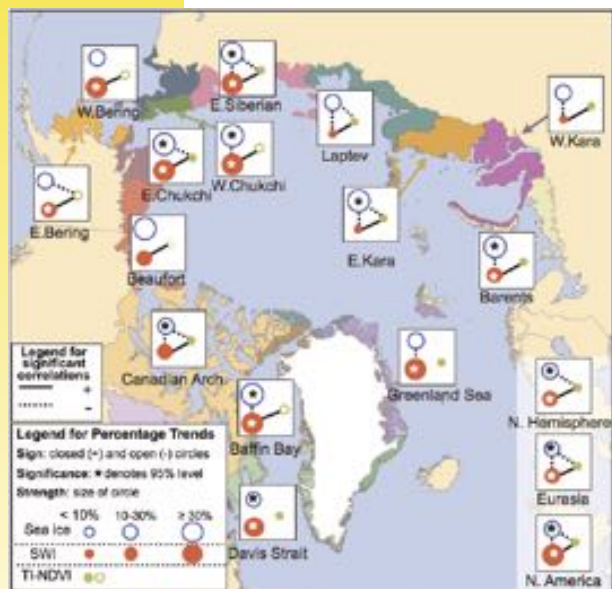 W.Bering
E.Siberian
Laptev
W.Kara
E.Chukchi
W.Chukchi
E.Bering
Beaufort
E.Kara
Barents
Canadian Arch.
Greenland Sea
Baffin Bay
Davis Strait
N. Hemisphere
Eurasia
N. America
Legend for
significant
correlations
+
-
Legend for Percentage Trends
Sign: closed (+) and open (-) circles
Significance: * denotes 95% level
Strength: size of circle
< 10% 10-30% ≥ 30%
Sea ice
SWI
TI-NDVI